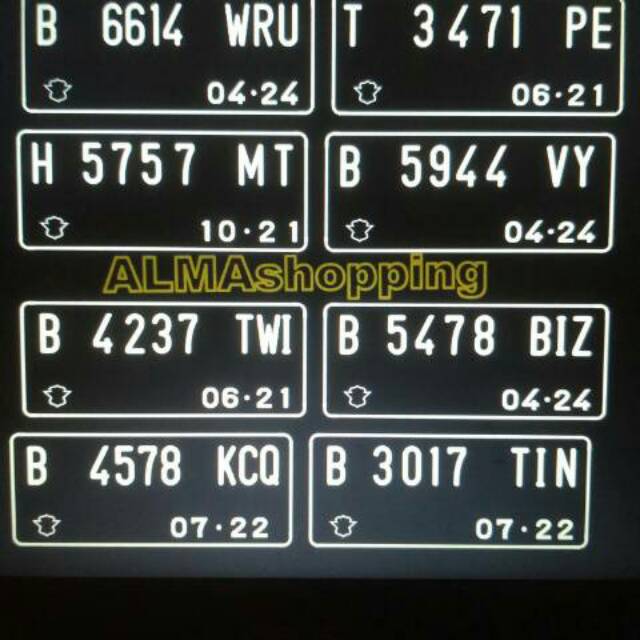 B 6614 WRU
04·24
T 3471 PE
06·21
H 5757 MT
10·21
B 5944 VY
04·24
ALMAshopping
B 4237 TWI
06·21
B 5478 BIZ
04·24
B 4578 KCQ
07·22
B 3017 TIN
07·22